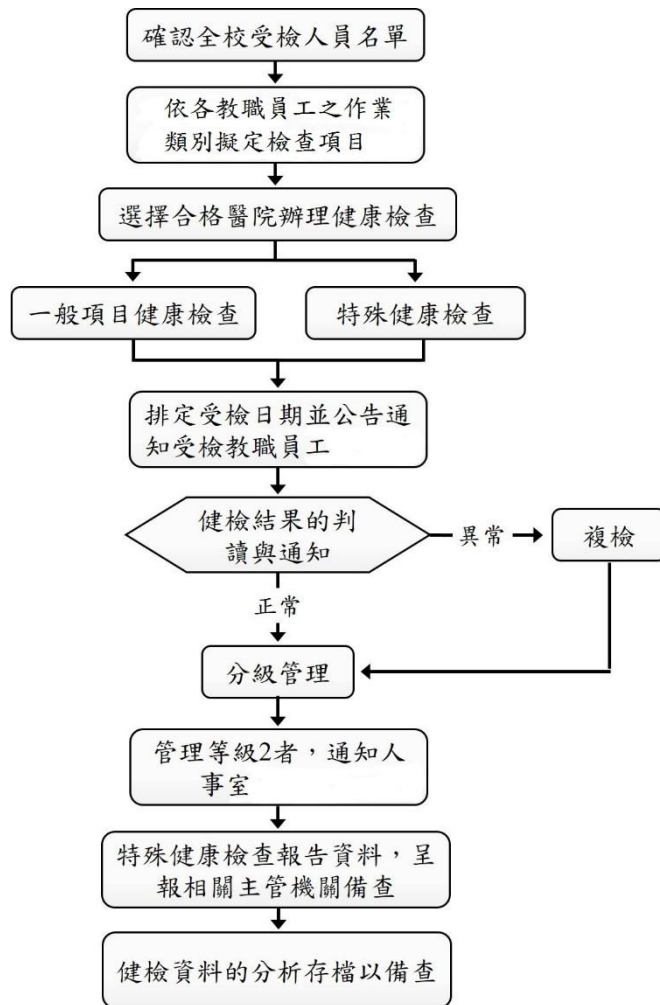 確認全校受檢人員名單
依各教職員工之作業
類別擬定檢查項目
選擇合格醫院辦理健康檢查
一般項目健康檢查
特殊健康檢查
排定受檢日期並公告通
知受檢教職員工
健檢結果的判
讀與通知
異常
複檢
正常
分級管理
管理等級2者，通知人
事室
特殊健康檢查報告資料，呈
報相關主管機關備查
健檢資料的分析存檔以備查